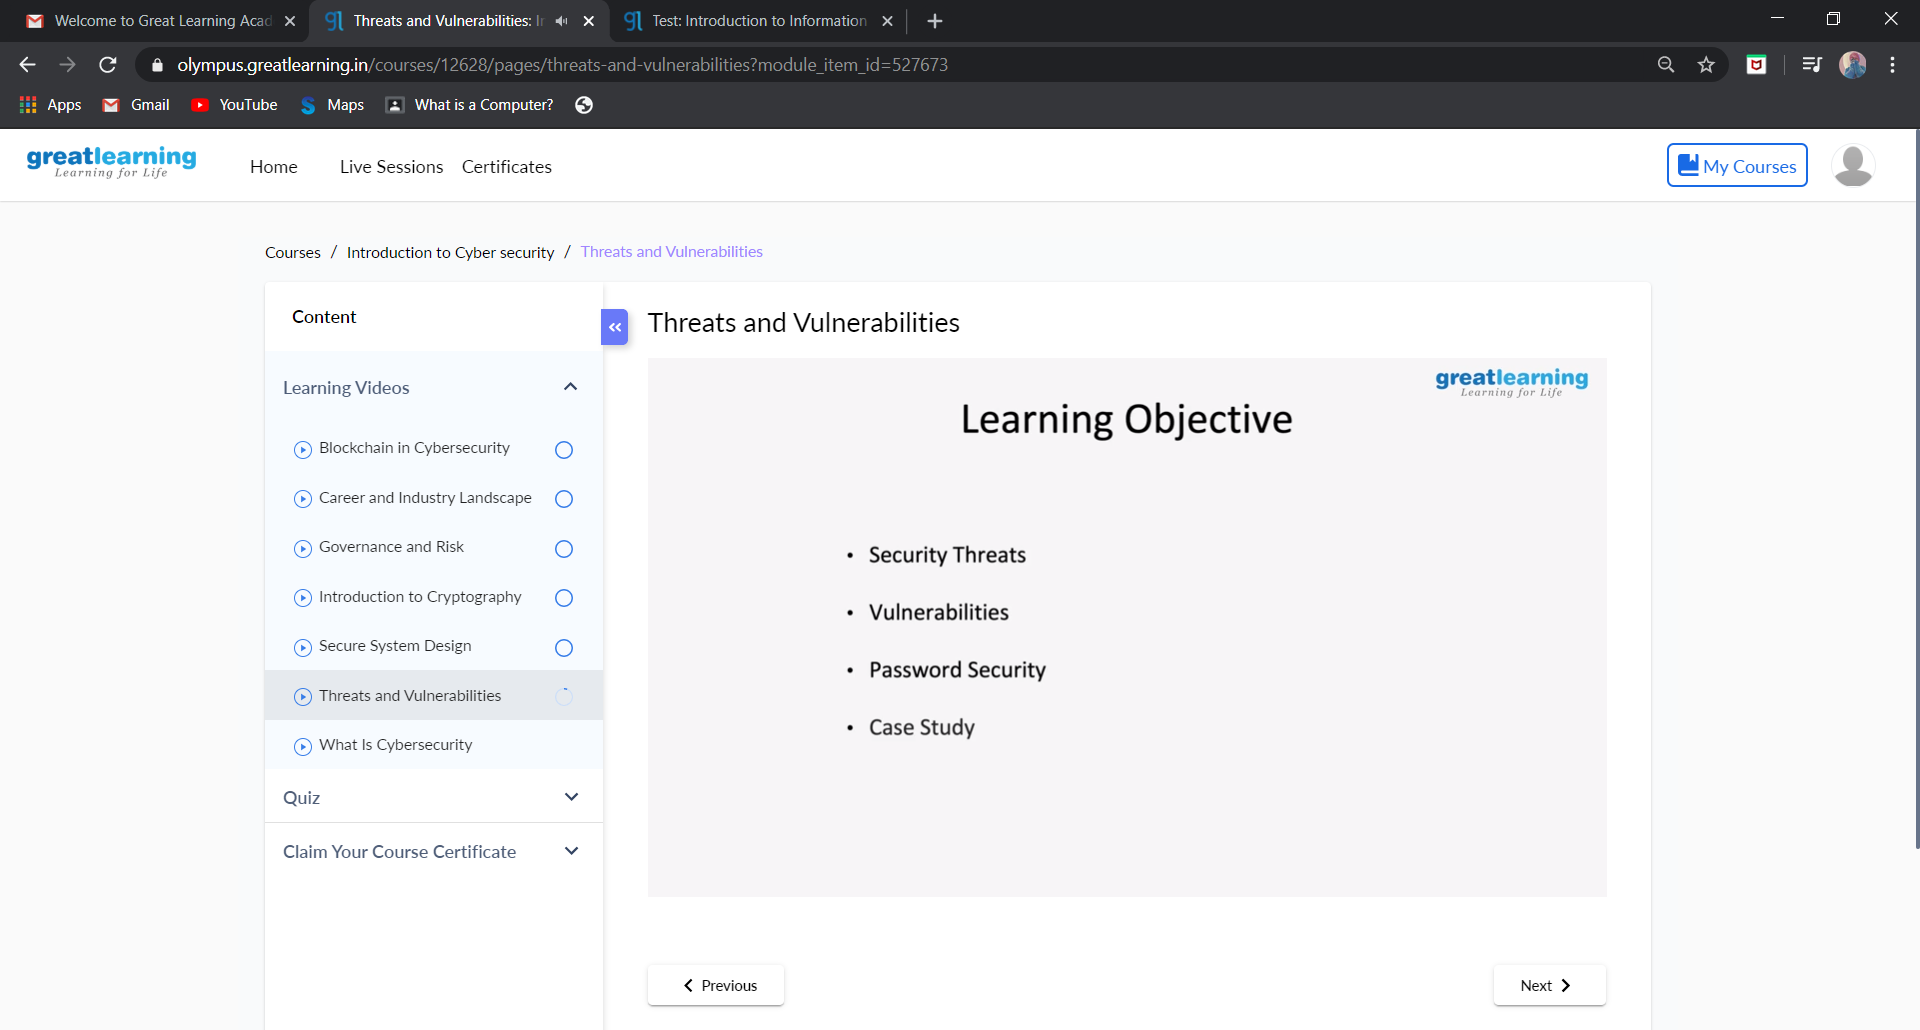 Welcome to Great Learning Acad
Threats and Vulnerabilities: In
Test: Introduction to Information
olympus.greatlearning.in/courses/12628/pages/threats-and-vulnerabilities?module_item_id=527673
Apps Gmail YouTube Maps What is a Computer?
greatlearning
Learning for Life
Home Live Sessions Certificates
My Courses
Courses / Introduction to Cyber security / Threats and Vulnerabilities
Content
Learning Videos
Blockchain in Cybersecurity
Career and Industry Landscape
Governance and Risk
Introduction to Cryptography
Secure System Design
Threats and Vulnerabilities
What Is Cybersecurity
Quiz
Claim Your Course Certificate
Threats and Vulnerabilities
greatlearning
Learning for Life
Learning Objective
• Security Threats
• Vulnerabilities
• Password Security
• Case Study
Previous
Next